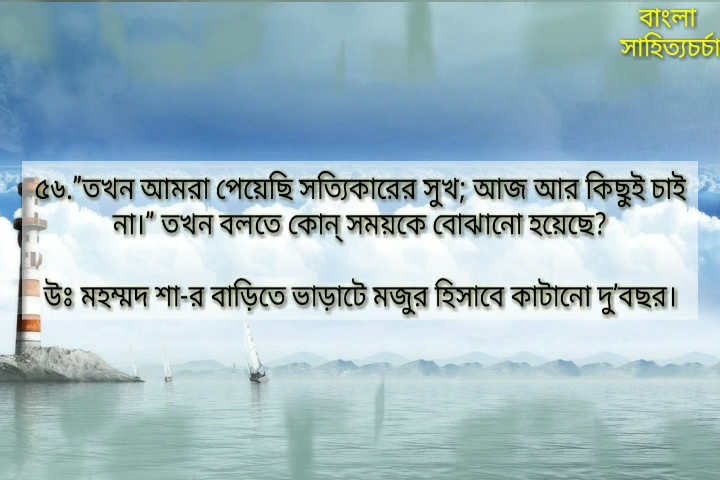 বাংলা
সাহিত্যচর্চা
৫৬."তখন আমরা পেয়েছি সত্যিকারের সুখ; আজ আর কিছুই চাই
না।" তখন বলতে কোন্ সময়কে বোঝানো হয়েছে?
উঃ মহম্মদ শা-র বাড়িতে ভাড়াটে মজুর হিসাবে কাটানো দু'বছর।